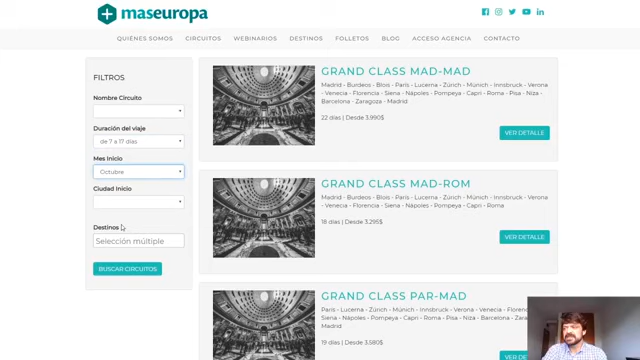 maseuropa
QUIÉNES SOMOS CIRCUITOS WEBINARIOS DESTINOS FOLLETOS BLOG ACCESO AGENCIA CONTACTO
FILTROS
Nombre Circuito
Duración del viaje
de 7 a 17 días
Mes Inicio
Octubre
Ciudad Inicio
Destinos
Selección múltiple
BUSCAR CIRCUITOS
GRAND CLASS MAD-MAD
Madrid - Burdeos - Blois - París - Lucerna - Zúrich - Múnich - Innsbruck - Verona
- Venecia - Florencia - Siena - Nápoles - Pompeya - Capri - Roma - Pisa - Niza -
Barcelona - Zaragoza - Madrid
22 días | Desde 3.990$
VER DETALLE
GRAND CLASS MAD-ROM
Madrid - Burdeos - Blois - París - Lucerna - Zúrich - Múnich - Innsbruck - Verona
- Venecia - Florencia - Siena - Nápoles - Pompeya - Capri - Roma
18 días | Desde 3.295$
VER DETALLE
GRAND CLASS PAR-MAD
París - Lucerna - Zúrich - Múnich - Innsbruck - Verona - Venecia - Florencia -
Siena - Nápoles - Pompeya - Capri - Roma - Pisa - Niza - Barcelona - Zaragoza -
Madrid
19 días | Desde 3.580$
VER DETALLE